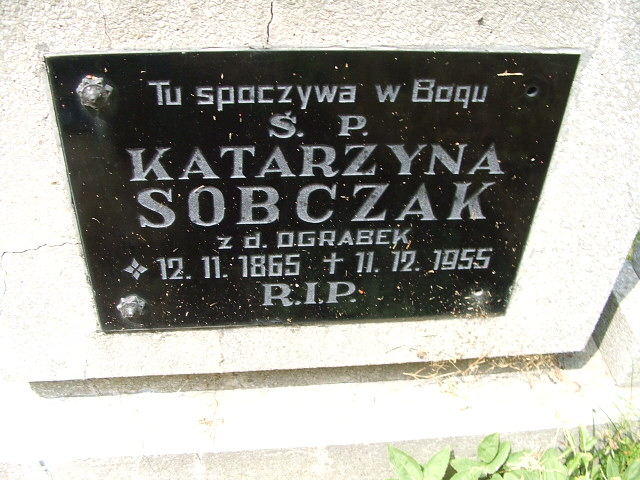 Tu spoczywa w Bogu
Ś. P.
KATARZYNA
SOBCZAK
z d. OGRABEK
12. 11. 1865 † 11. 12. 1955
R.I.P.